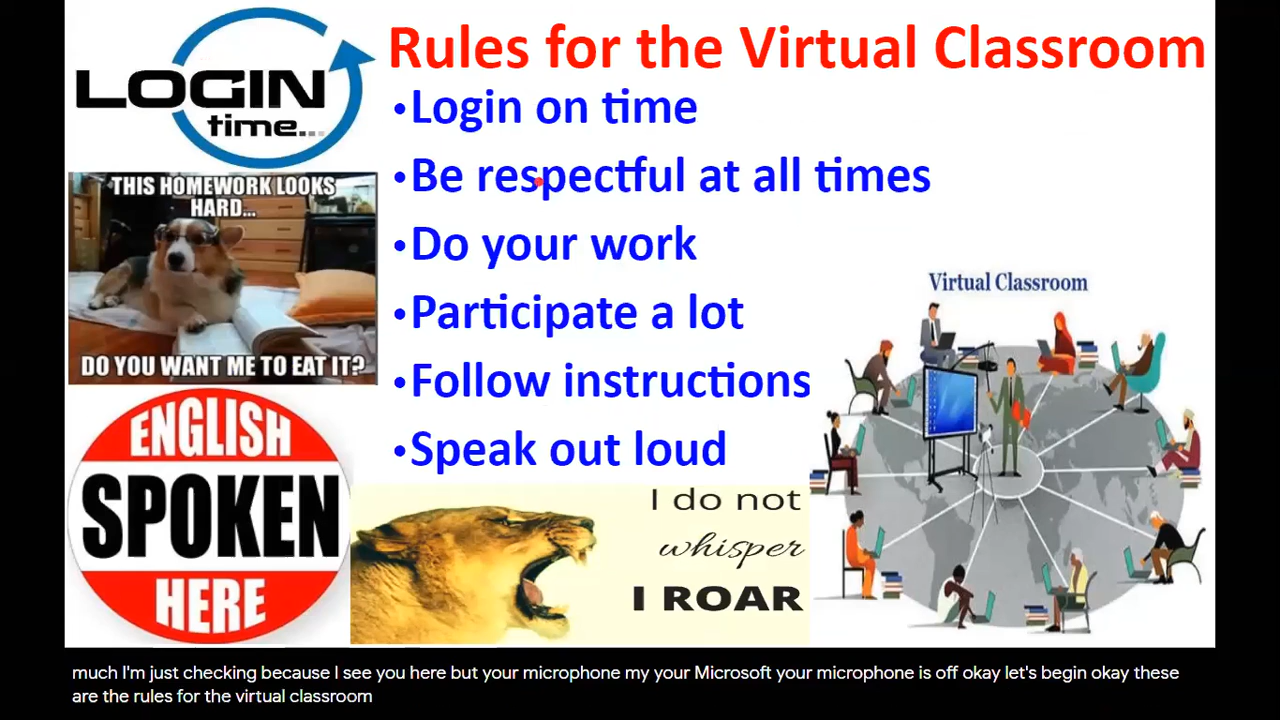 LOGIN
time...
Rules for the Virtual Classroom
•Login on time
•Be respectful at all times
•Do your work
•Participate a lot
•Follow instructions
•Speak out loud
THIS HOMEWORK LOOKS
HARD...
DO YOU WANT ME TO EAT IT?
ENGLISH
SPOKEN
HERE
I do not
whisper
I ROAR
Virtual Classroom
much I'm just checking because I see you here but your microphone my your Microsoft your microphone is off okay let's begin okay these
are the rules for the virtual classroom